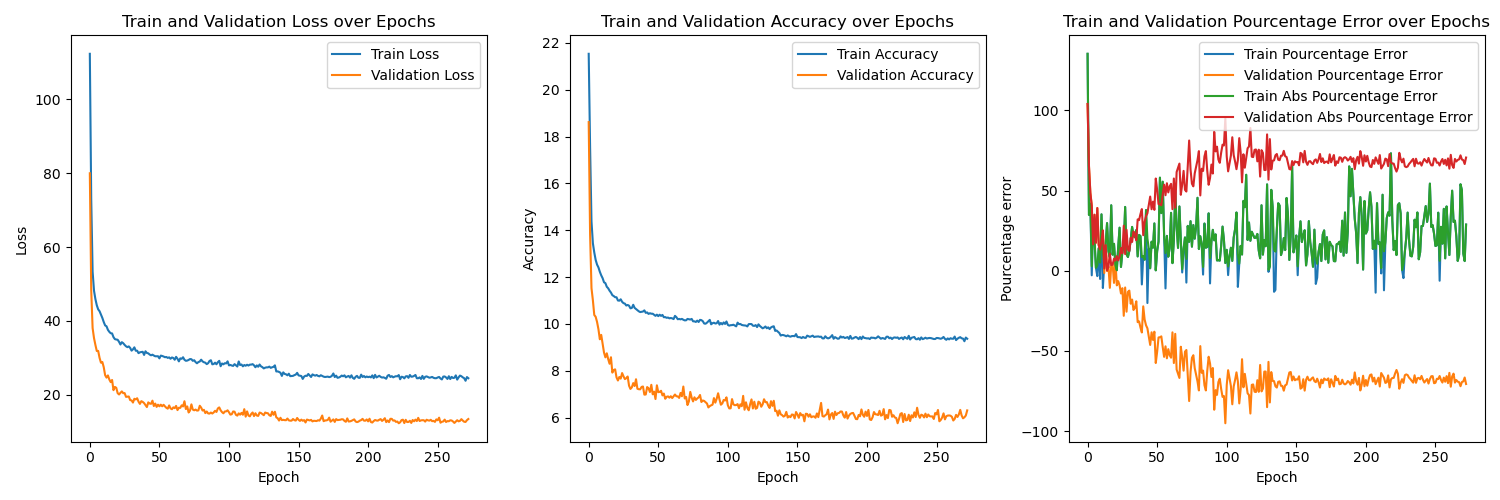 Train and Validation Loss over Epochs
Train Loss
Validation Loss
100
80
60
40
20
Loss
0
50
100
150
200
250
Epoch
Train and Validation Accuracy over Epochs
Train Accuracy
Validation Accuracy
22
20
18
16
14
12
10
8
6
Accuracy
0
50
100
150
200
250
Epoch
Train and Validation Pourcentage Error over Epochs
Train Pourcentage Error
Validation Pourcentage Error
Train Abs Pourcentage Error
Validation Abs Pourcentage Error
100
50
0
−50
−100
Pourcentage error
0
50
100
150
200
250
Epoch